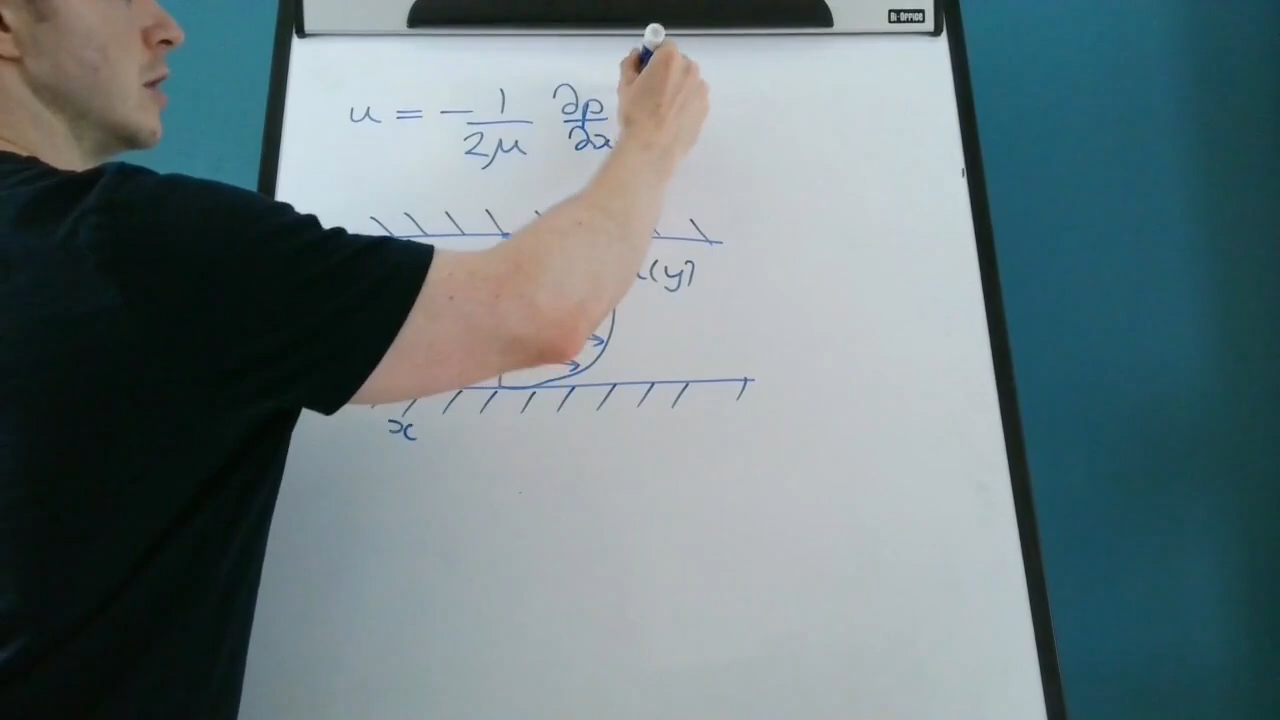 Bi-OFFICE
u = - 1/2μ ∂p/∂x
(y)
x